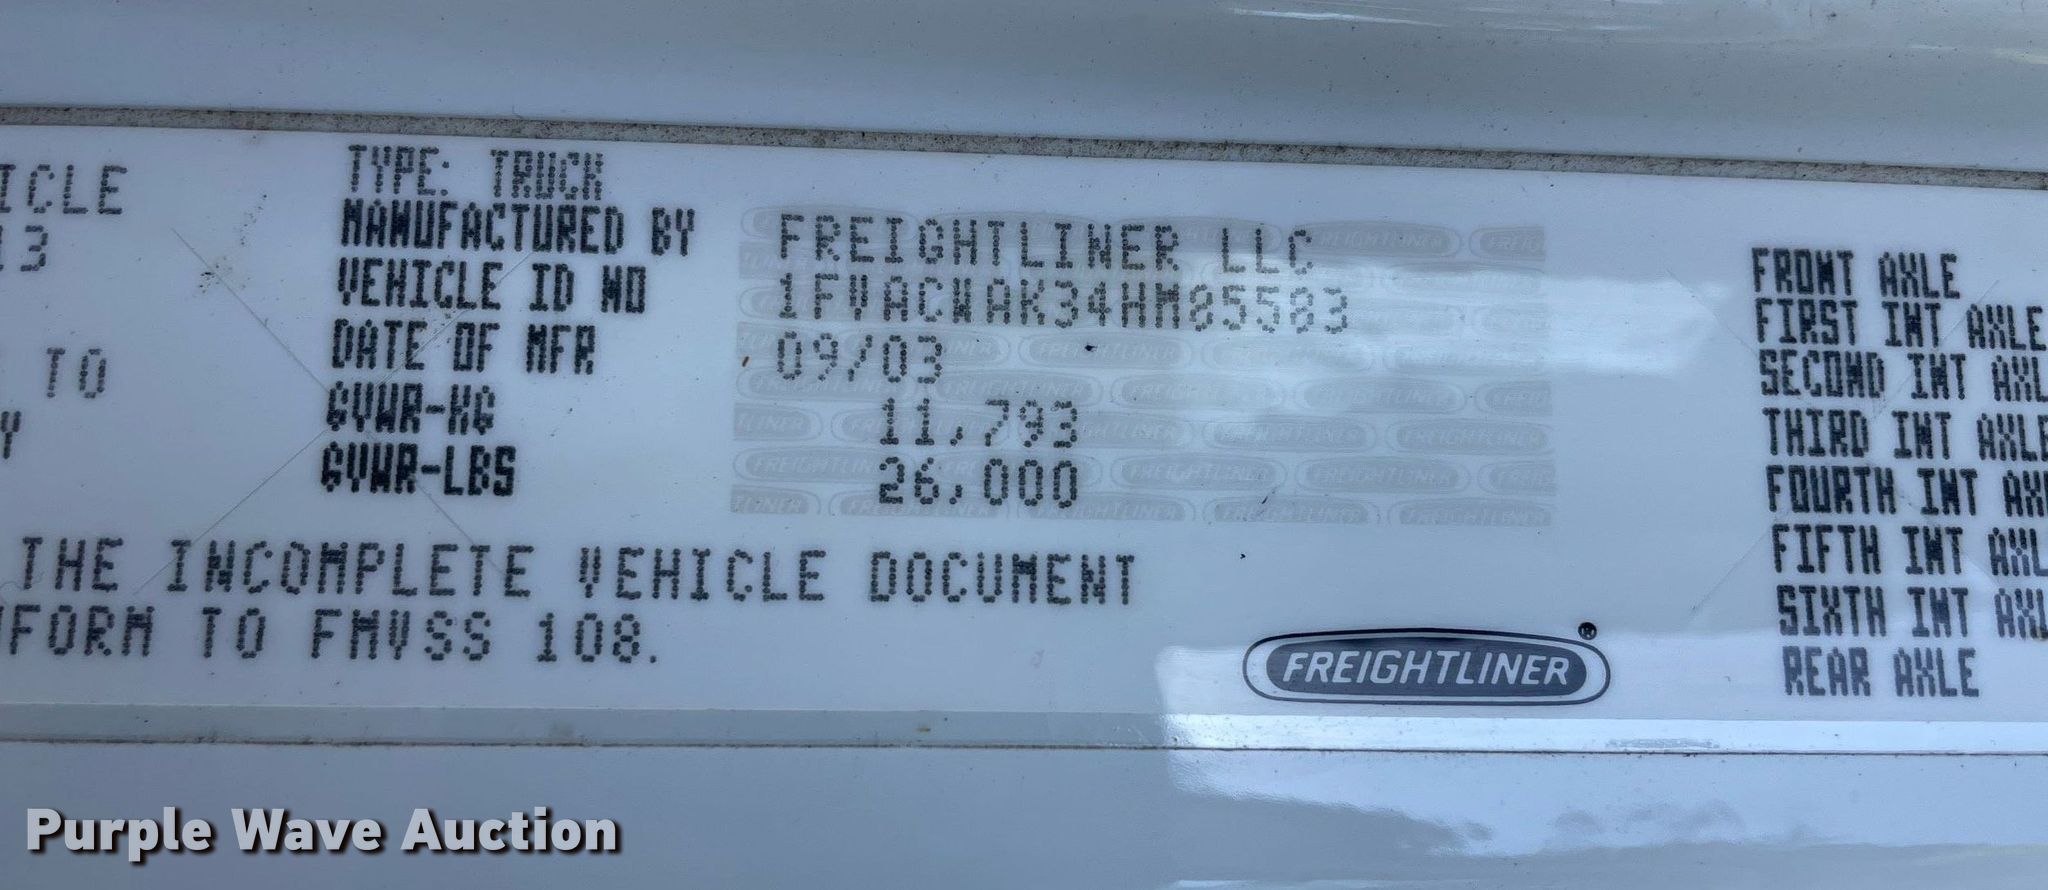 ICLE
13
TO
Y
TYPE: TRUCK
MANUFACTURED BY FREIGHTLINER LLC
VEHICLE ID NO 1FVACWAK34HM85583
DATE OF MFR 09/03
GVWR-KG 11,793
GVWR-LBS 26,000
THE INCOMPLETE VEHICLE DOCUMENT
NFORM TO FMVSS 108.
FREIGHTLINER®
FRONT AXLE
FIRST INT AXLE
SECOND INT AXL
THIRD INT AXLE
FOURTH INT AX
FIFTH INT AXL
SIXTH INT AXL
REAR AXLE
Purple Wave Auction